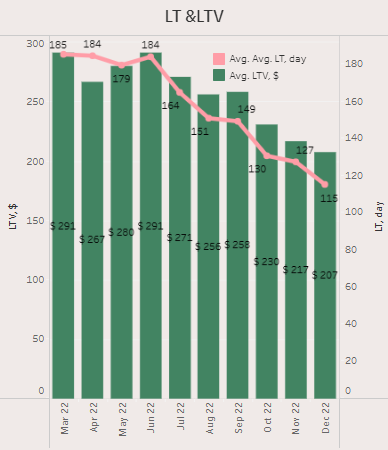 LT &LTV
Avg. Avg. LT, day
Avg. LTV, $
LTV, $
300
250
200
150
100
50
0
LT, day
180
160
140
120
100
80
60
40
20
0
185
184
179
184
164
151
149
130
127
115
$ 291
$ 267
$ 280
$ 291
$ 271
$ 256
$ 258
$ 230
$ 217
$ 207
Mar 22
Apr 22
May 22
Jun 22
Jul 22
Aug 22
Sep 22
Oct 22
Nov 22
Dec 22